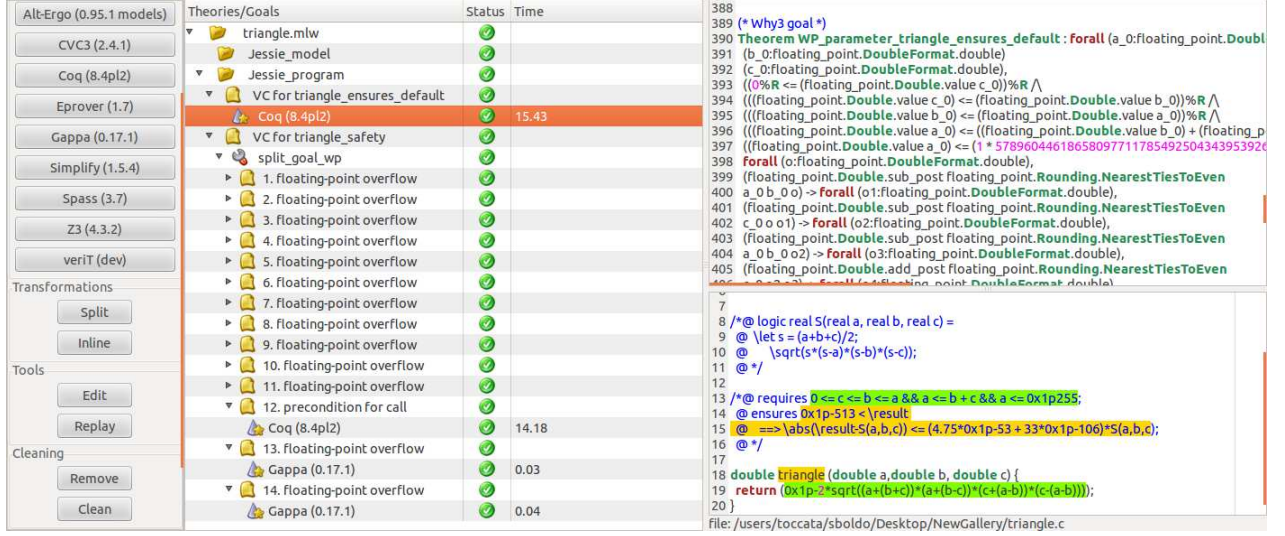 Alt-Ergo (0.95.1 models)
CVC3 (2.4.1)
Coq (8.4pl2)
Eprover (1.7)
Gappa (0.17.1)
Simplify (1.5.4)
Spass (3.7)
Z3 (4.3.2)
veriT (dev)
Transformations
Split
Inline
Tools
Edit
Replay
Cleaning
Remove
Clean
Theories/Goals Status Time
triangle.mlw
Jessie_model
Jessie_program
VC for triangle_ensures_default
Coq (8.4pl2) 15.43
VC for triangle_safety
split_goal_wp
1. floating-point overflow
2. floating-point overflow
3. floating-point overflow
4. floating-point overflow
5. floating-point overflow
6. floating-point overflow
7. floating-point overflow
8. floating-point overflow
9. floating-point overflow
10. floating-point overflow
11. floating-point overflow
12. precondition for call
Coq (8.4pl2) 14.18
13. floating-point overflow
Gappa (0.17.1) 0.03
14. floating-point overflow
Gappa (0.17.1) 0.04
388
389 (* Why3 goal *)
390 Theorem WP_parameter_triangle_ensures_default : forall (a_0:floating_point.Doubl
391 (b_0:floating_point.DoubleFormat.double)
392 (c_0:floating_point.DoubleFormat.double),
393 ((0%R <= (floating_point.Double.value c_0))%R /\
394 (((floating_point.Double.value c_0) <= (floating_point.Double.value b_0))%R /\
395 (((floating_point.Double.value b_0) <= (floating_point.Double.value a_0))%R /\
396 (((floating_point.Double.value a_0) <= ((floating_point.Double.value b_0) + (floating_p
397 ((floating_point.Double.value a_0) <= (1 * 5789604461865809771178549250434395392​6
398 forall (o:floating_point.DoubleFormat.double),
399 (floating_point.Double.sub_post floating_point.Rounding.NearestTiesToEven
400 a_0 b_0 o) -> forall (o1:floating_point.DoubleFormat.double),
401 (floating_point.Double.sub_post floating_point.Rounding.NearestTiesToEven
402 c_0 o o1) -> forall (o2:floating_point.DoubleFormat.double),
403 (floating_point.Double.sub_post floating_point.Rounding.NearestTiesToEven
404 a_0 b_0 o2) -> forall (o3:floating_point.DoubleFormat.double),
405 (floating_point.Double.add_post floating_point.Rounding.NearestTiesToEven
7
8 /*@ logic real S(real a, real b, real c) =
9 @ \let s = (a+b+c)/2;
10 @ \sqrt(s*(s-a)*(s-b)*(s-c));
11 @ */
12
13 /*@ requires 0 <= c <= b <= a && a <= b + c && a <= 0x1p255;
14 @ ensures 0x1p-513 < \result
15 @ ==> \abs(\result-S(a,b,c)) <= (4.75*0x1p-53 + 33*0x1p-106)*S(a,b,c);
16 @ */
17
18 double triangle (double a,double b, double c) {
19 return (0x1p-2*sqrt((a+(b+c))*(a+(b-c))*(c+(a-b))*(c-(a-b))));
20 }
file: /users/toccata/sboldo/Desktop/NewGallery/triangle.c